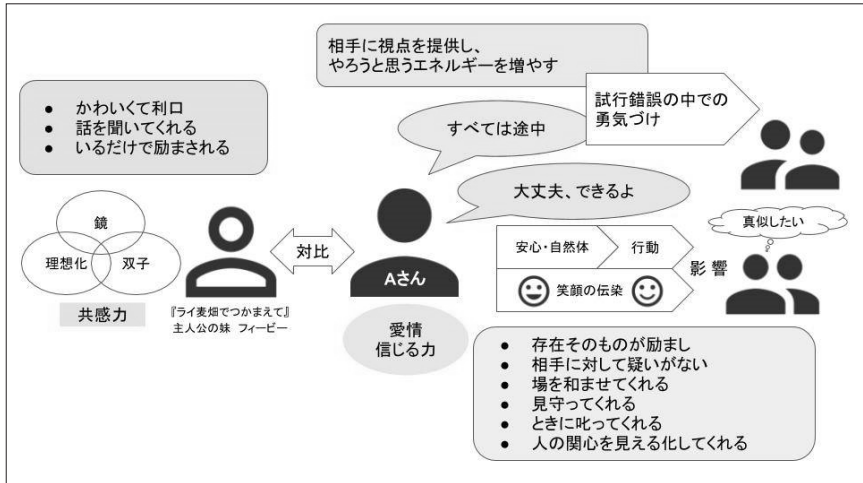 相手に視点を提供し、
やろうと思うエネルギーを増やす
● かわいくて利口
● 話を聞いてくれる
● いるだけで励まされる
試行錯誤の中での
勇気づけ
すべては途中
大丈夫、できるよ
鏡
理想化
双子
共感力
『ライ麦畑でつかまえて』
主人公の妹 フィービー
対比
Aさん
愛情
信じる力
安心・自然体
行動
笑顔の伝染
影響
真似したい
● 存在そのものが励まし
● 相手に対して疑いがない
● 場を和ませてくれる
● 見守ってくれる
● ときに叱ってくれる
● 人の関心を見える化してくれる